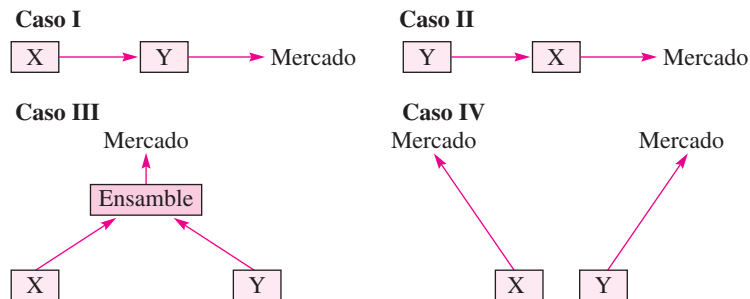 Caso I
X Y Mercado
Caso II
Y X Mercado
Caso III
Mercado
Ensamble
X Y
Caso IV
Mercado Mercado
X Y